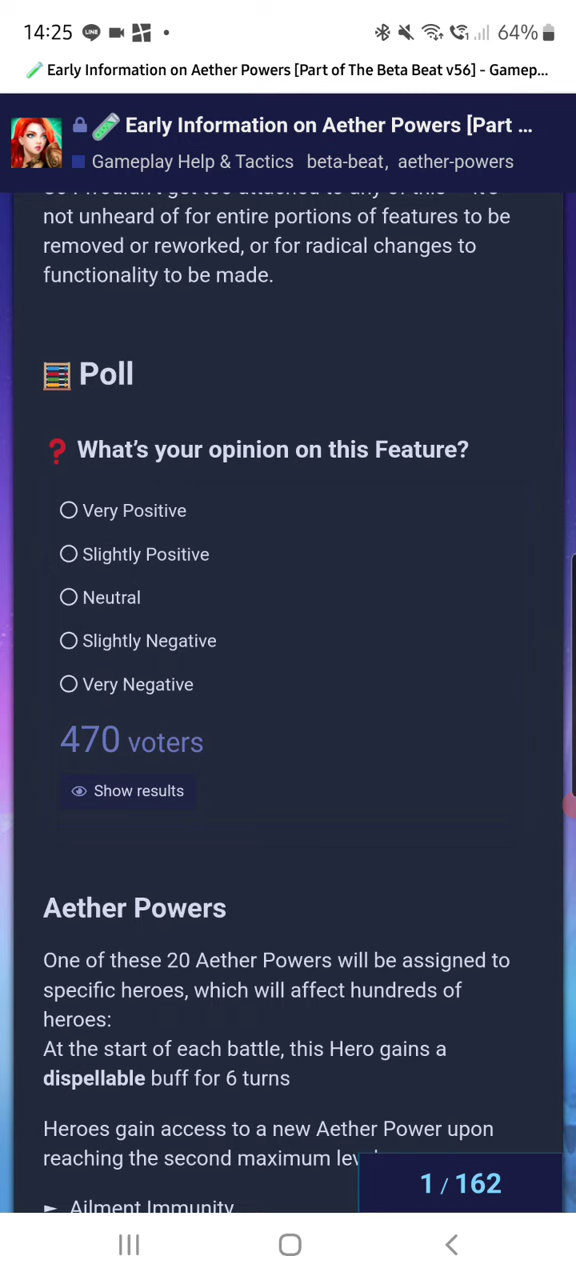 14:25 64%
Early Information on Aether Powers [Part of The Beta Beat v56] - Gamep...
Early Information on Aether Powers [Part ...
Gameplay Help & Tactics beta-beat, aether-powers
not unheard of for entire portions of features to be
removed or reworked, or for radical changes to
functionality to be made.
Poll
What's your opinion on this Feature?
Very Positive
Slightly Positive
Neutral
Slightly Negative
Very Negative
470 voters
Show results
Aether Powers
One of these 20 Aether Powers will be assigned to
specific heroes, which will affect hundreds of
heroes:
At the start of each battle, this Hero gains a
dispellable buff for 6 turns
Heroes gain access to a new Aether Power upon
reaching the second maximum
1 / 162
► Ailment Immunity